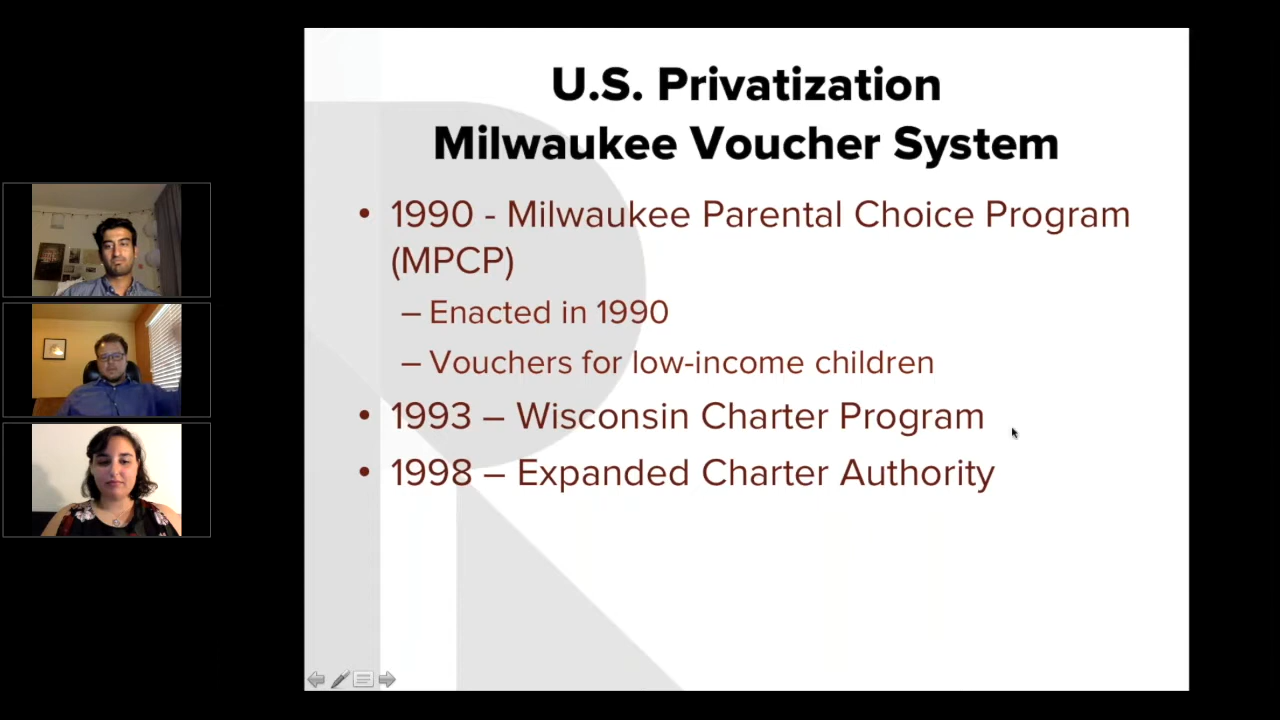 U.S. Privatization
Milwaukee Voucher System
• 1990 - Milwaukee Parental Choice Program
(MPCP)
– Enacted in 1990
– Vouchers for low-income children
• 1993 – Wisconsin Charter Program
• 1998 – Expanded Charter Authority